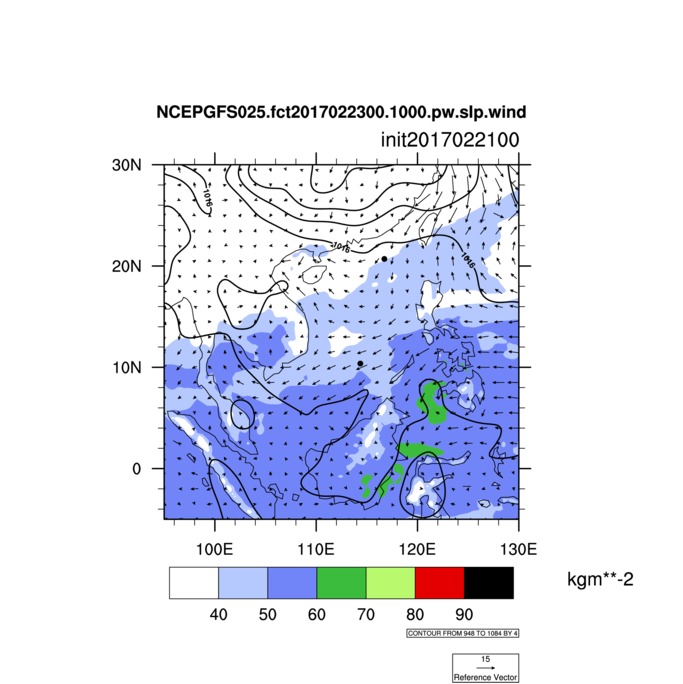 NCEPGFS025.fct2017022300.1000.pw.slp.wind
init2017022100
30N
1016
1016
20N
1016
10N
0
100E 110E 120E 130E
kgm**-2
40 50 60 70 80 90
CONTOUR FROM 948 TO 1084 BY 4
15
Reference Vector